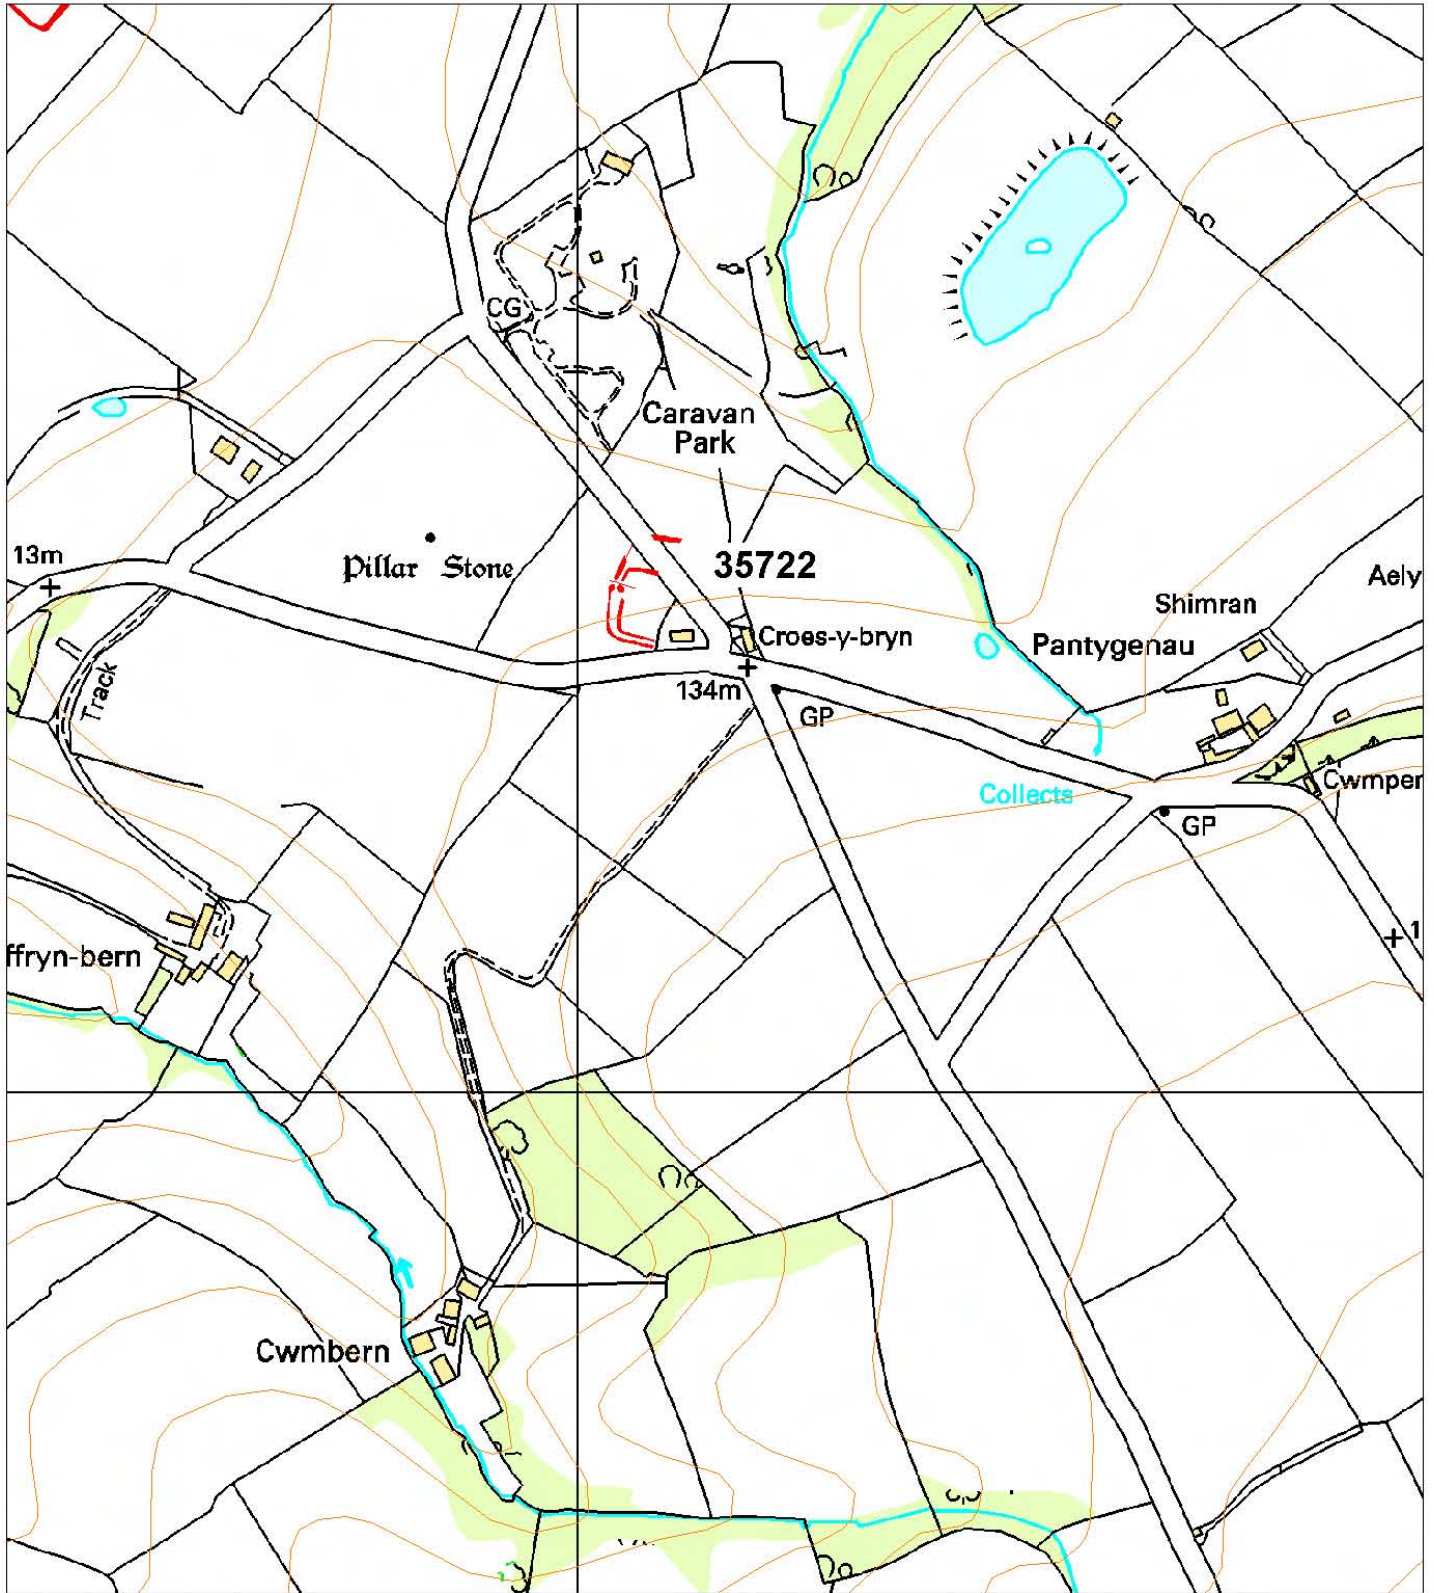 CG
Caravan
Park
13m
Pillar Stone
35722
Aely
Shimran
Croes-y-bryn
Pantygenau
134m
Track
GP
Collects
Cwmper
GP
1
ffryn-bern
Cwmbern